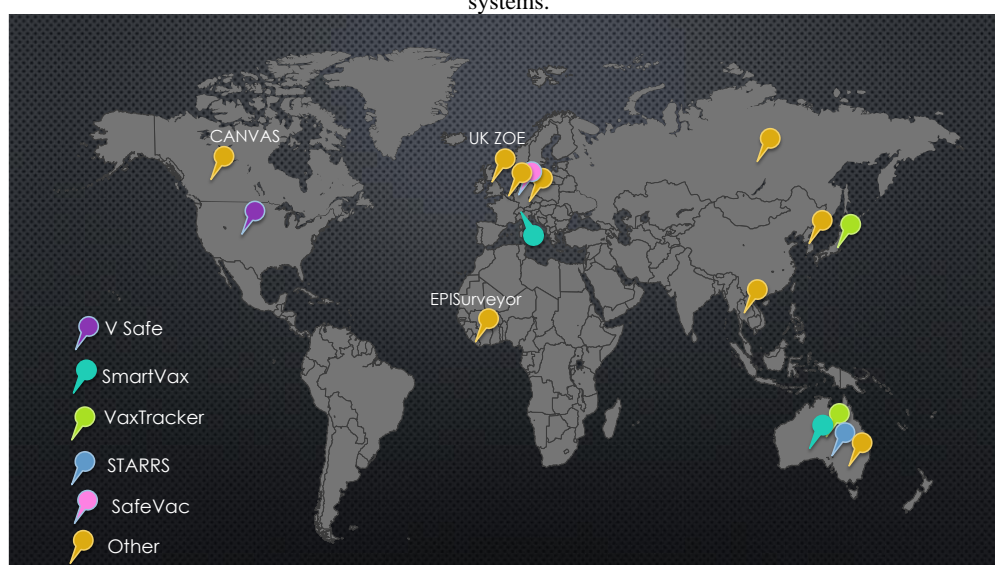 systems.
CANVAS
UK ZOE
EPISurveyor
V Safe
SmartVax
VaxTracker
STARRS
SafeVac
Other